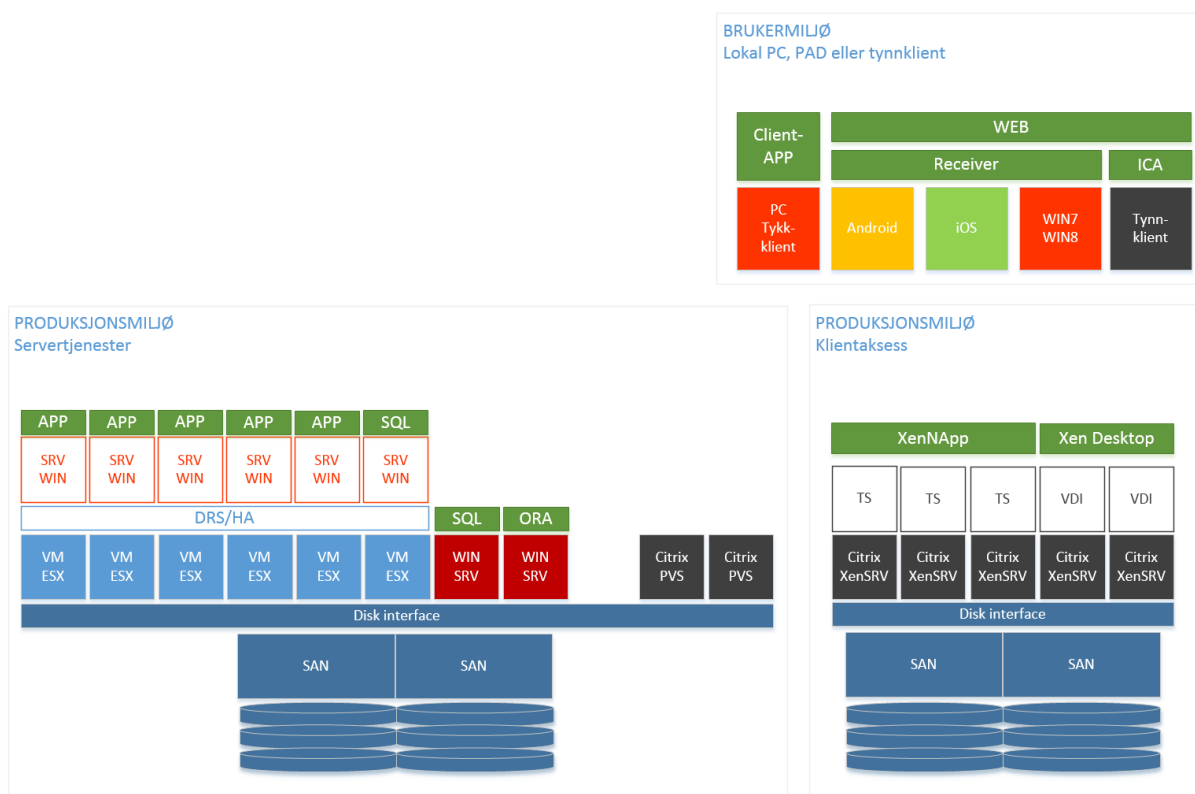 BRUKERMILJØ
Lokal PC, PAD eller tynnklient
Client-
APP
WEB
Receiver
ICA
PC
Tykk-
klient
Android
iOS
WIN7
WIN8
Tynn-
klient
PRODUKSJONSMILJØ
Servertjenester
APP
APP
APP
APP
APP
SQL
SRV
WIN
SRV
WIN
SRV
WIN
SRV
WIN
SRV
WIN
SRV
WIN
DRS/HA
SQL
ORA
VM
ESX
VM
ESX
VM
ESX
VM
ESX
VM
ESX
VM
ESX
WIN
SRV
WIN
SRV
Citrix
PVS
Citrix
PVS
Disk interface
SAN
SAN
PRODUKSJONSMILJØ
Klientaksess
XenNApp
Xen Desktop
TS
TS
TS
VDI
VDI
Citrix
XenSRV
Citrix
XenSRV
Citrix
XenSRV
Citrix
XenSRV
Citrix
XenSRV
Disk interface
SAN
SAN